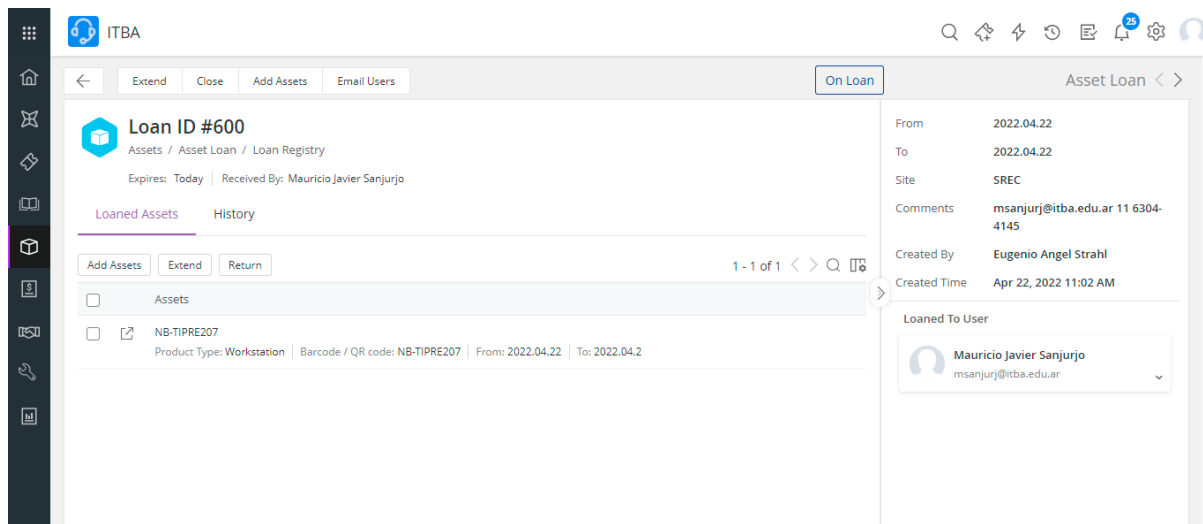 ITBA
25
Extend Close Add Assets Email Users On Loan Asset Loan
Loan ID #600
Assets / Asset Loan / Loan Registry
Expires: Today Received By: Mauricio Javier Sanjurjo
Loaned Assets History
Add Assets Extend Return 1 - 1 of 1
Assets
NB-TIPRE207
Product Type: Workstation Barcode / QR code: NB-TIPRE207 From: 2022.04.22 To: 2022.04.2
From 2022.04.22
To 2022.04.22
Site SREC
Comments msanjurj@itba.edu.ar 11 6304-
4145
Created By Eugenio Angel Strahl
Created Time Apr 22, 2022 11:02 AM
Loaned To User
Mauricio Javier Sanjurjo
msanjurj@itba.edu.ar